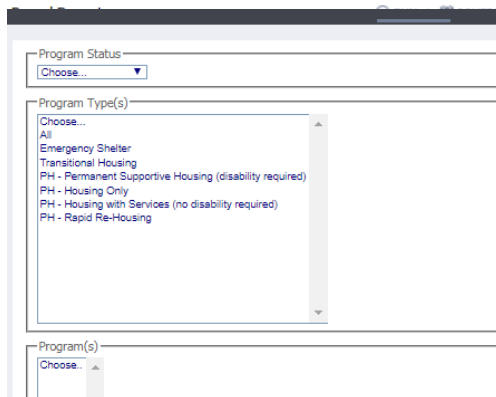 Program Status
Choose...
Program Type(s)
Choose...
All
Emergency Shelter
Transitional Housing
PH - Permanent Supportive Housing (disability required)
PH - Housing Only
PH - Housing with Services (no disability required)
PH - Rapid Re-Housing
Program(s)
Choose..